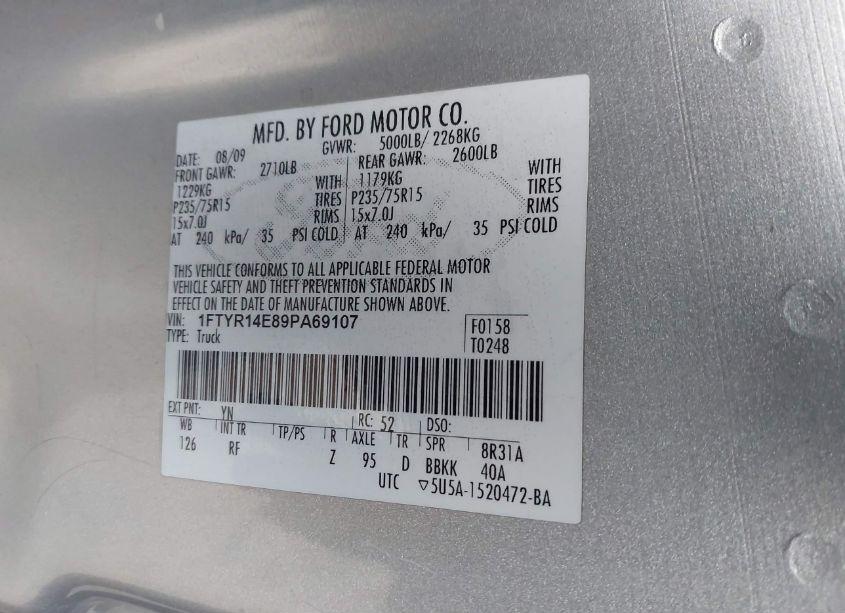 MFD. BY FORD MOTOR CO.
DATE: 08/09 GVWR: 5000LB/ 2268KG
FRONT GAWR: 2710LB REAR GAWR: 2600LB
1229KG WITH 1179KG WITH
P235/75R15 TIRES P235/75R15 TIRES
15x7.0J RIMS 15x7.0J RIMS
AT 240 kPa/ 35 PSI COLD AT 240 kPa/ 35 PSI COLD
THIS VEHICLE CONFORMS TO ALL APPLICABLE FEDERAL MOTOR
VEHICLE SAFETY AND THEFT PREVENTION STANDARDS IN
EFFECT ON THE DATE OF MANUFACTURE SHOWN ABOVE.
VIN: 1FTYR14E89PA69107 F0158
TYPE: Truck T0248
EXT PNT: YN RC: 52 DSO:
WB INT TR TP/PS R AXLE TR SPR 8R31A
126 RF Z 95 D BBKK 40A
UTC ▽5U5A-1520472-BA